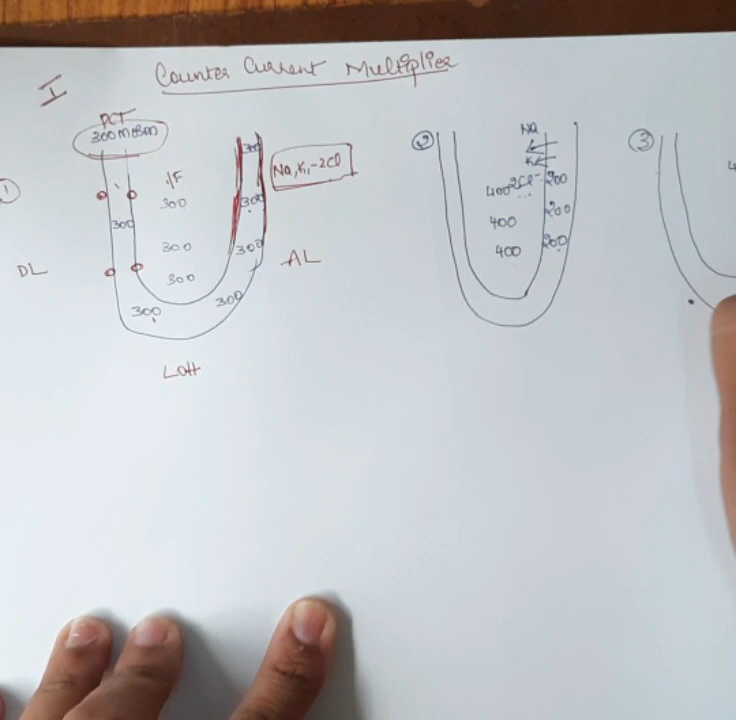 I
Counter Current Multiplier
PCT
300 mosm
①
DL
300
I/F
300
300
300
300
300
300
300
300
Na, K, -2Cl
AL
300
LOH
②
Na
K
2Cl-
400 200
400 200
400 200
③
4